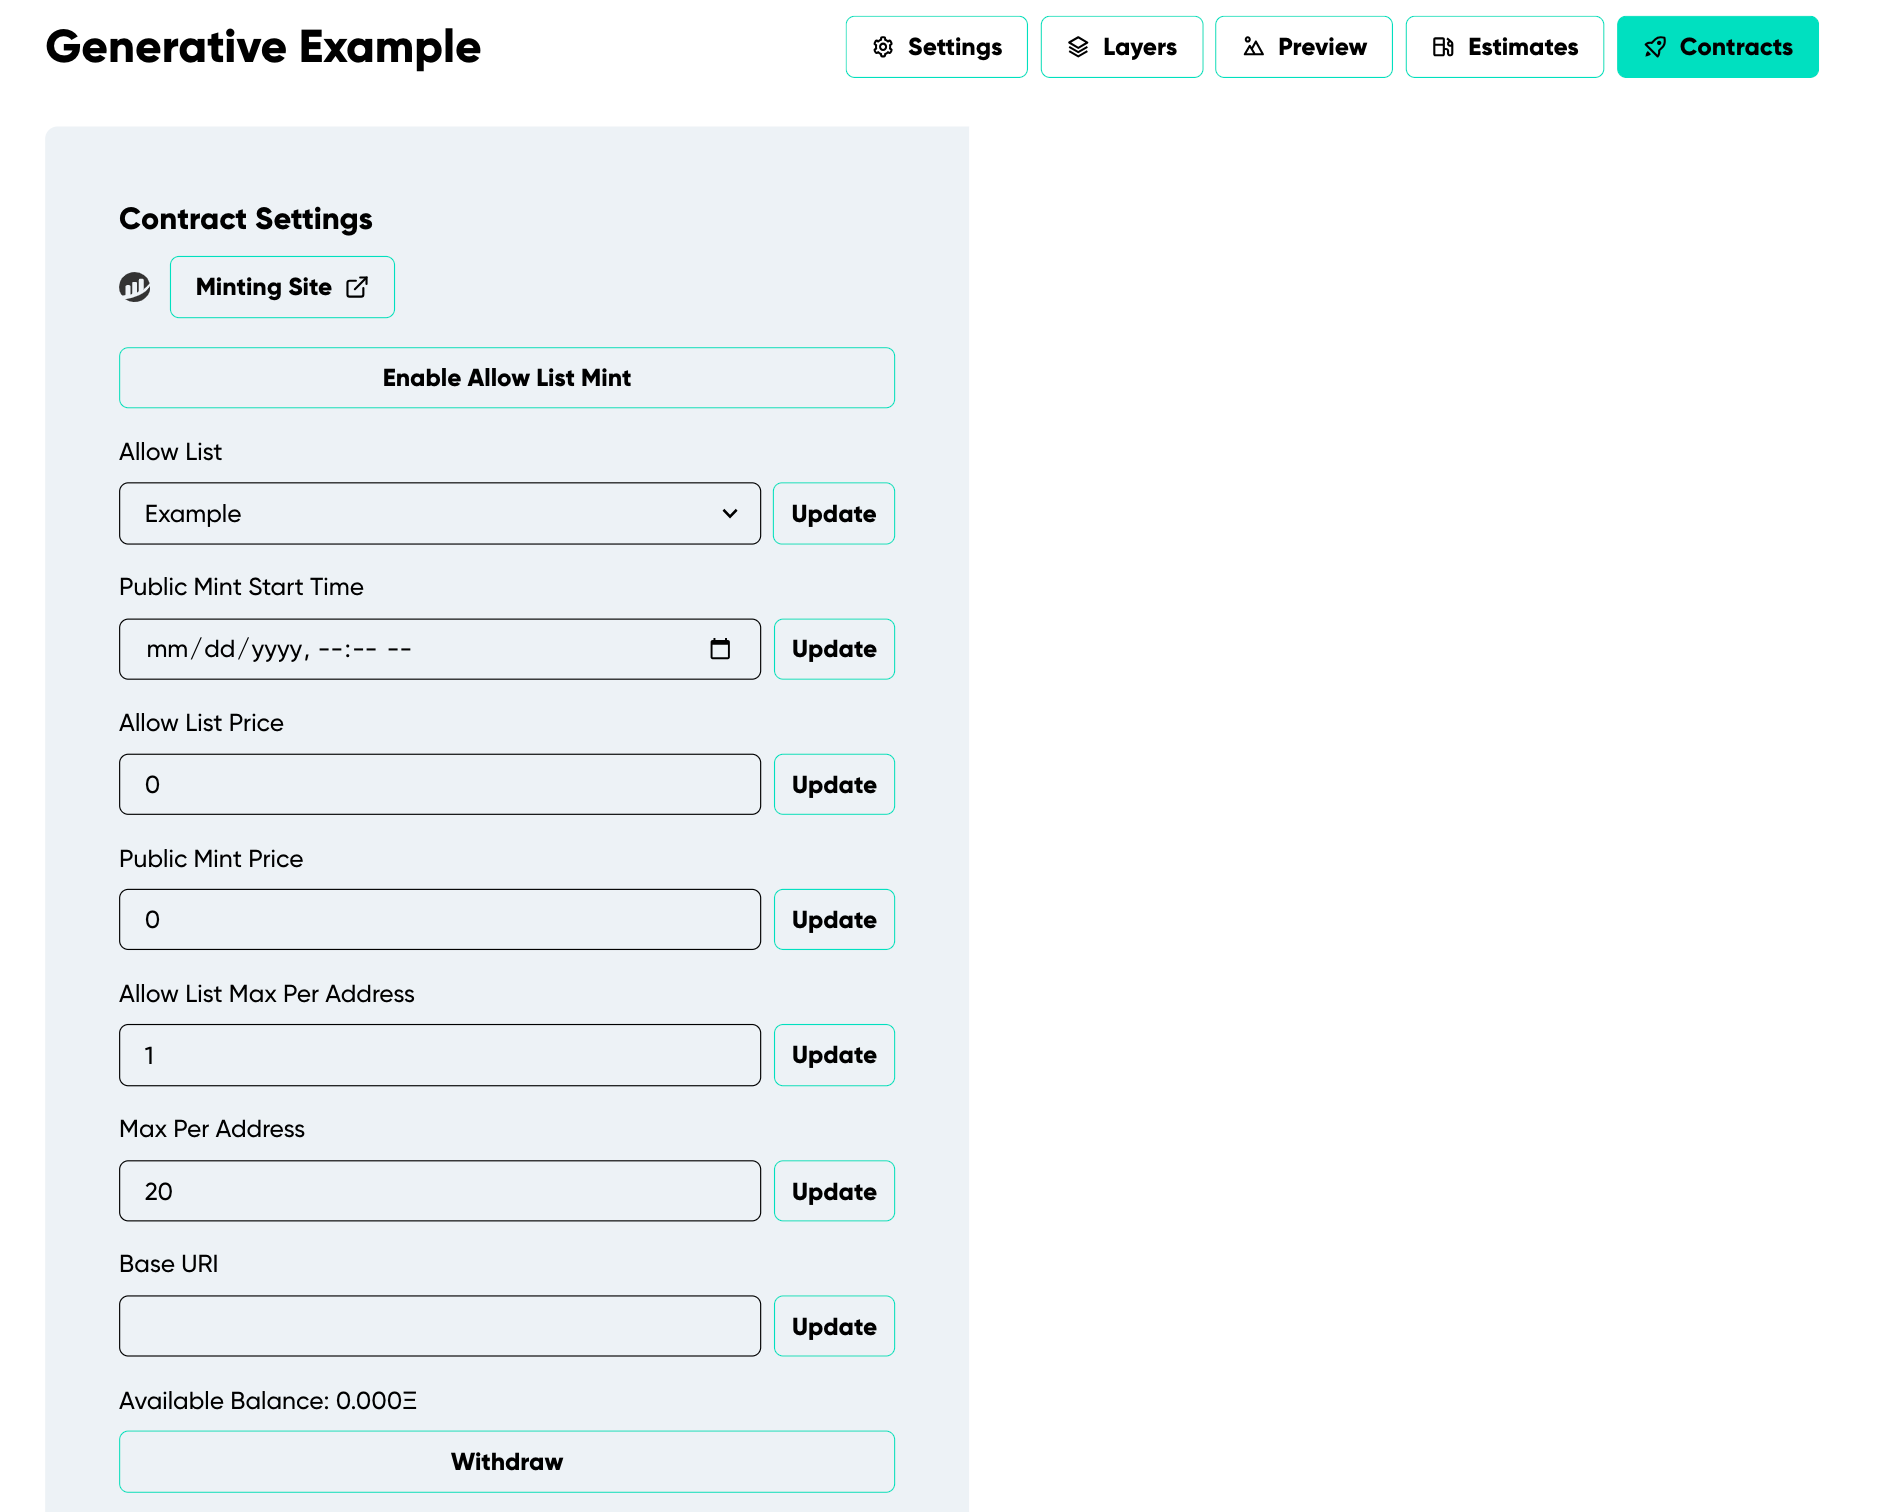 Generative Example
Settings
Layers
Preview
Estimates
Contracts
Contract Settings
Minting Site
Enable Allow List Mint
Allow List
Example
Update
Public Mint Start Time
mm/dd/yyyy, --:-- --
Update
Allow List Price
0
Update
Public Mint Price
0
Update
Allow List Max Per Address
1
Update
Max Per Address
20
Update
Base URI
Update
Available Balance: 0.000Ξ
Withdraw